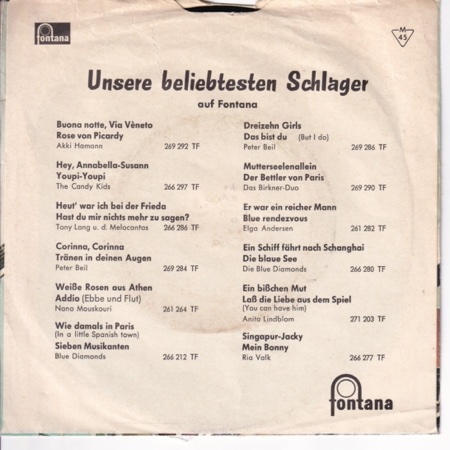 fontana
M
45
Unsere beliebtesten Schlager
auf Fontana
Buona notte, Via Vèneto
Rose von Picardy
Akki Hamann 269 292 TF
Hey, Annabella-Susann
Youpi-Youpi
The Candy Kids 266 297 TF
Heut' war ich bei der Frieda
Hast du mir nichts mehr zu sagen?
Tony Lang u. d. Melocantos 266 286 TF
Corinna, Corinna
Tränen in deinen Augen
Peter Beil 269 284 TF
Weiße Rosen aus Athen
Addio (Ebbe und Flut)
Nana Mouskouri 261 264 TF
Wie damals in Paris
(In a little Spanish town)
Sieben Musikanten
Blue Diamonds 266 212 TF
Dreizehn Girls
Das bist du (But I do)
Peter Beil 269 286 TF
Mutterseelenallein
Der Bettler von Paris
Das Birkner-Duo 269 290 TF
Er war ein reicher Mann
Blue rendezvous
Elga Andersen 261 282 TF
Ein Schiff fährt nach Schanghai
Die blaue See
Die Blue Diamonds 266 280 TF
Ein bißchen Mut
Laß die Liebe aus dem Spiel
(You can have him)
Anita Lindblom 271 203 TF
Singapur-Jacky
Mein Bonny
Ria Valk 266 277 TF
fontana